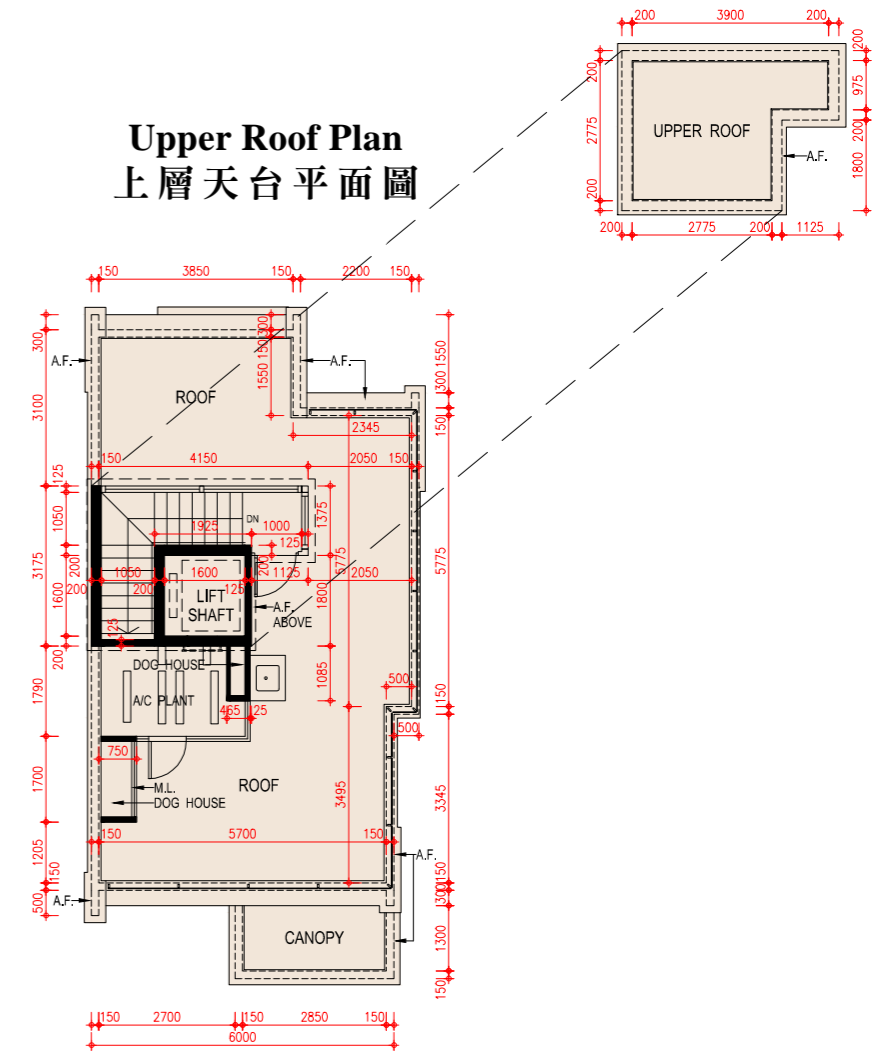 200 3900 200
200
200
975
2775
UPPER ROOF
200
A.F.
1800
200
200 2775 200 1125
Upper Roof Plan
上層天台平面圖
150 3850 150 2200 150
300
300
150
1550
A.F.
A.F.
1550
300
ROOF
150
3100
2345
150 4150 2050 150
125
1050
DN
1375
1925 1000
125
5775
5775
3175
200
200
1050 1600 125 1125 2050
200 200
1600
LIFT
SHAFT
1800
A.F.
ABOVE
125
200
DOG HOUSE
1085
500
1790
A/C PLANT
465 125
150
500
750
1700
M.L.
DOG HOUSE
ROOF
3495
3345
150 5700 150
1205
A.F.
150
150
300
A.F.
500
CANOPY
1300
150
150 2700 150 2850 150
6000